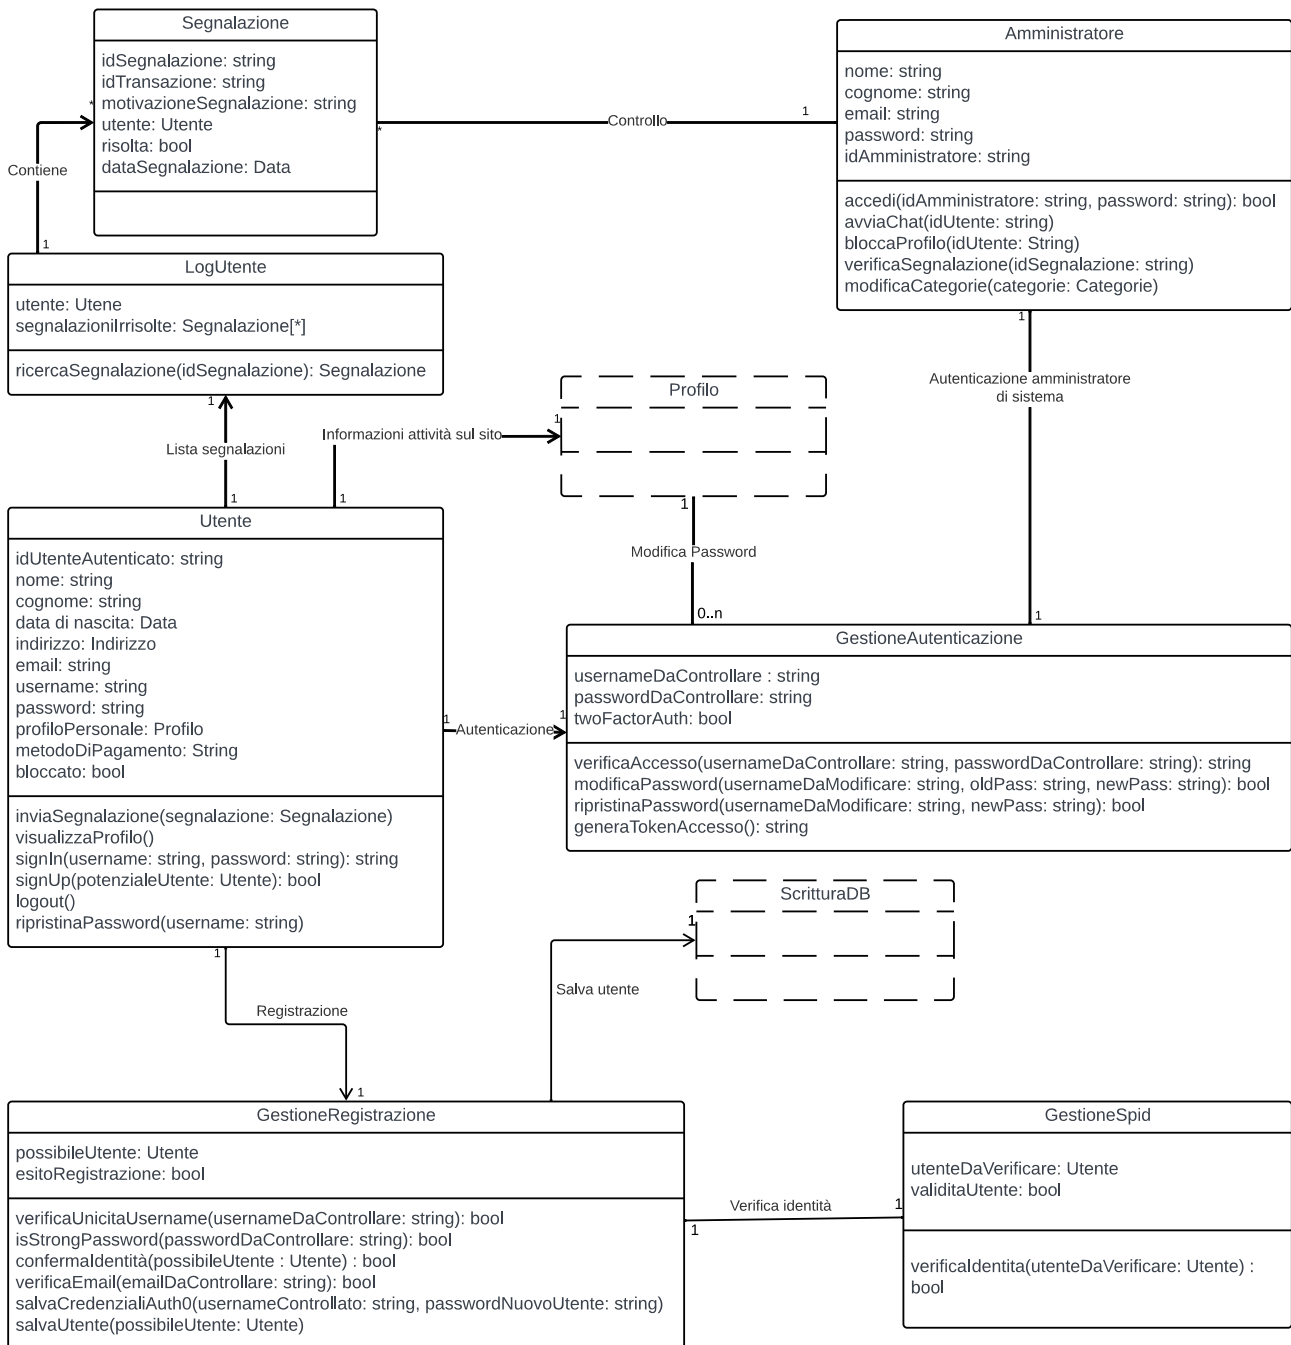 Segnalazione
idSegnalazione: string
idTransazione: string
motivazioneSegnalazione: string
utente: Utente
risolta: bool
dataSegnalazione: Data
Amministratore
nome: string
cognome: string
email: string
password: string
idAmministratore: string
accedi(idAmministratore: string, password: string): bool
avviaChat(idUtente: string)
bloccaProfilo(idUtente: String)
verificaSegnalazione(idSegnalazione: string)
modificaCategorie(categorie: Categorie)
*
Controllo
1
*
Contiene
1
LogUtente
utente: Utene
segnalazioniIrrisolte: Segnalazione[*]
ricercaSegnalazione(idSegnalazione): Segnalazione
1
Lista segnalazioni
1
Informazioni attività sul sito
1
1
Profilo
1
Modifica Password
0..n
1
Autenticazione amministratore
di sistema
1
Utente
idUtenteAutenticato: string
nome: string
cognome: string
data di nascita: Data
indirizzo: Indirizzo
email: string
username: string
password: string
profiloPersonale: Profilo
metodoDiPagamento: String
bloccato: bool
inviaSegnalazione(segnalazione: Segnalazione)
visualizzaProfilo()
signIn(username: string, password: string): string
signUp(potenzialeUtente: Utente): bool
logout()
ripristinaPassword(username: string)
1
Autenticazione
1
GestioneAutenticazione
usernameDaControllare : string
passwordDaControllare: string
twoFactorAuth: bool
verificaAccesso(usernameDaControllare: string, passwordDaControllare: string): string
modificaPassword(usernameDaModificare: string, oldPass: string, newPass: string): bool
ripristinaPassword(usernameDaModificare: string, newPass: string): bool
generaTokenAccesso(): string
ScritturaDB
1
Salva utente
1
Registrazione
1
GestioneRegistrazione
possibileUtente: Utente
esitoRegistrazione: bool
verificaUnicitaUsername(usernameDaControllare: string): bool
isStrongPassword(passwordDaControllare: string): bool
confermaIdentità(possibileUtente : Utente) : bool
verificaEmail(emailDaControllare: string): bool
salvaCredenzialiAuth0(usernameControllato: string, passwordNuovoUtente: string)
salvaUtente(possibileUtente: Utente)
1
Verifica identità
1
GestioneSpid
utenteDaVerificare: Utente
validitaUtente: bool
verificaIdentita(utenteDaVerificare: Utente) :
bool